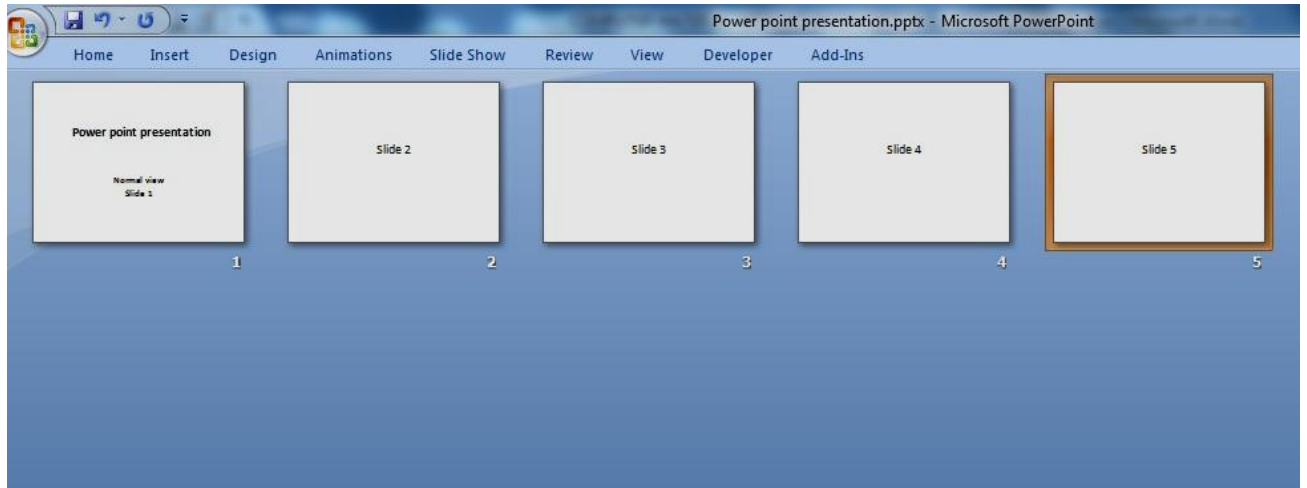 Power point presentation.pptx - Microsoft PowerPoint
Home Insert Design Animations Slide Show Review View Developer Add-Ins
Power point presentation
Normal view
Slide 1
1
Slide 2
2
Slide 3
3
Slide 4
4
Slide 5
5